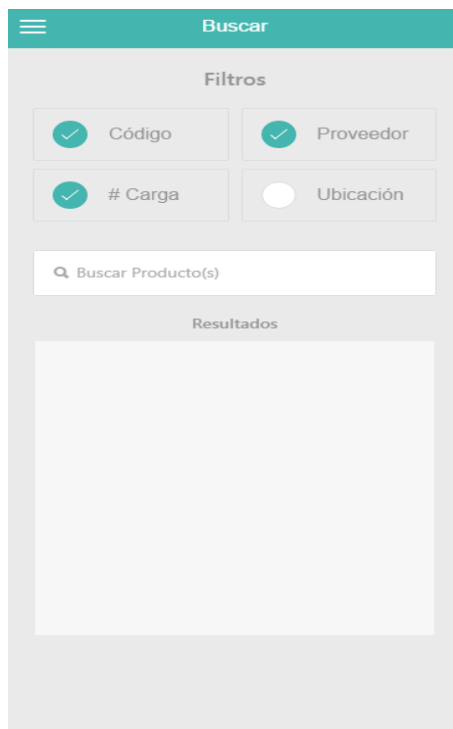 Buscar
Filtros
Código
Proveedor
# Carga
Ubicación
Buscar Producto(s)
Resultados